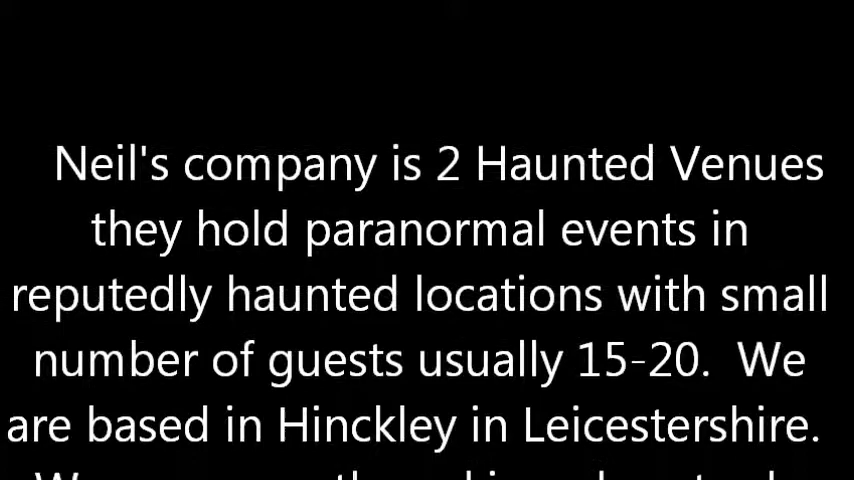 Neil's company is 2 Haunted Venues
they hold paranormal events in
reputedly haunted locations with small
number of guests usually 15-20.  We
are based in Hinckley in Leicestershire.